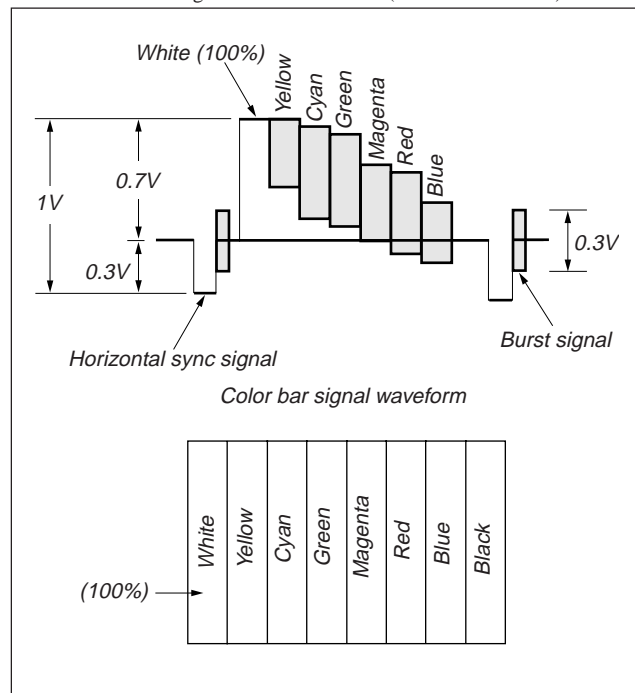 White (100%)
Yellow
Cyan
Green
Magenta
Red
Blue
1V
0.7V
0.3V
0.3V
Horizontal sync signal
Burst signal
Color bar signal waveform
White
Yellow
Cyan
Green
Magenta
Red
Blue
Black
(100%)